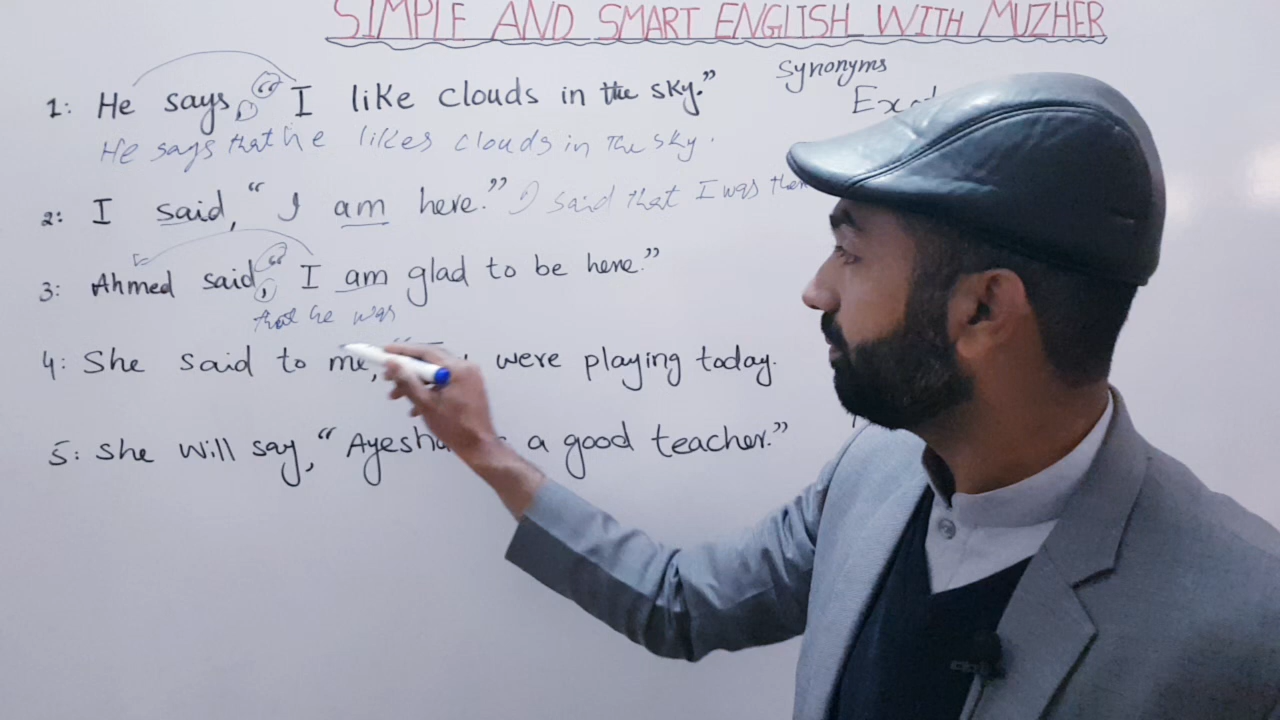 SIMPLE AND SMART ENGLISH WITH MUZHER
Synonyms
1: He says, “I like clouds in the sky.”
He says that he likes clouds in the sky.
2: I said, “I am here.” I said that I was
3: Ahmed said, “I am glad to be here.”
that he was
4: She said to me, “ were playing today.
5: She will say, “Ayesha a good teacher.”